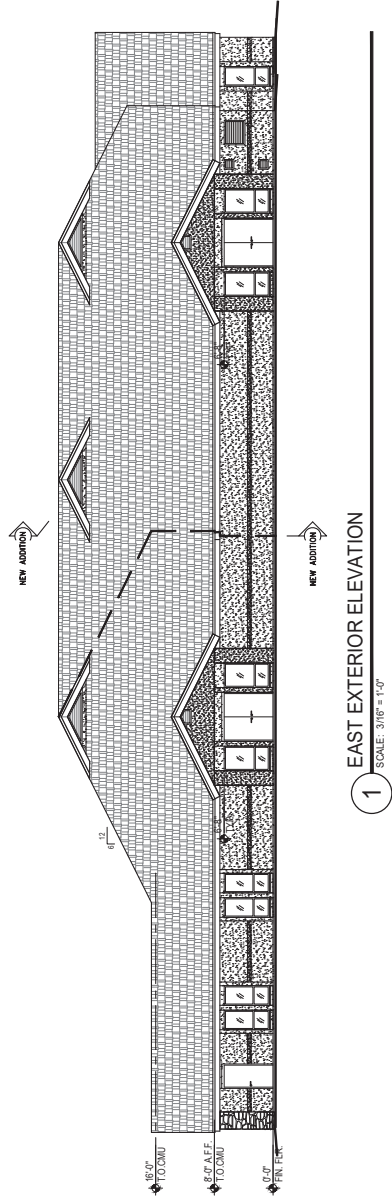 NEW ADDITION
NEW ADDITION
12
6
16'-0"
T.O.CMU
8'-0" A.F.F.
T.O.CMU
0'-0"
FIN. FLR.
1
EAST EXTERIOR ELEVATION
SCALE: 3/16" = 1'-0"